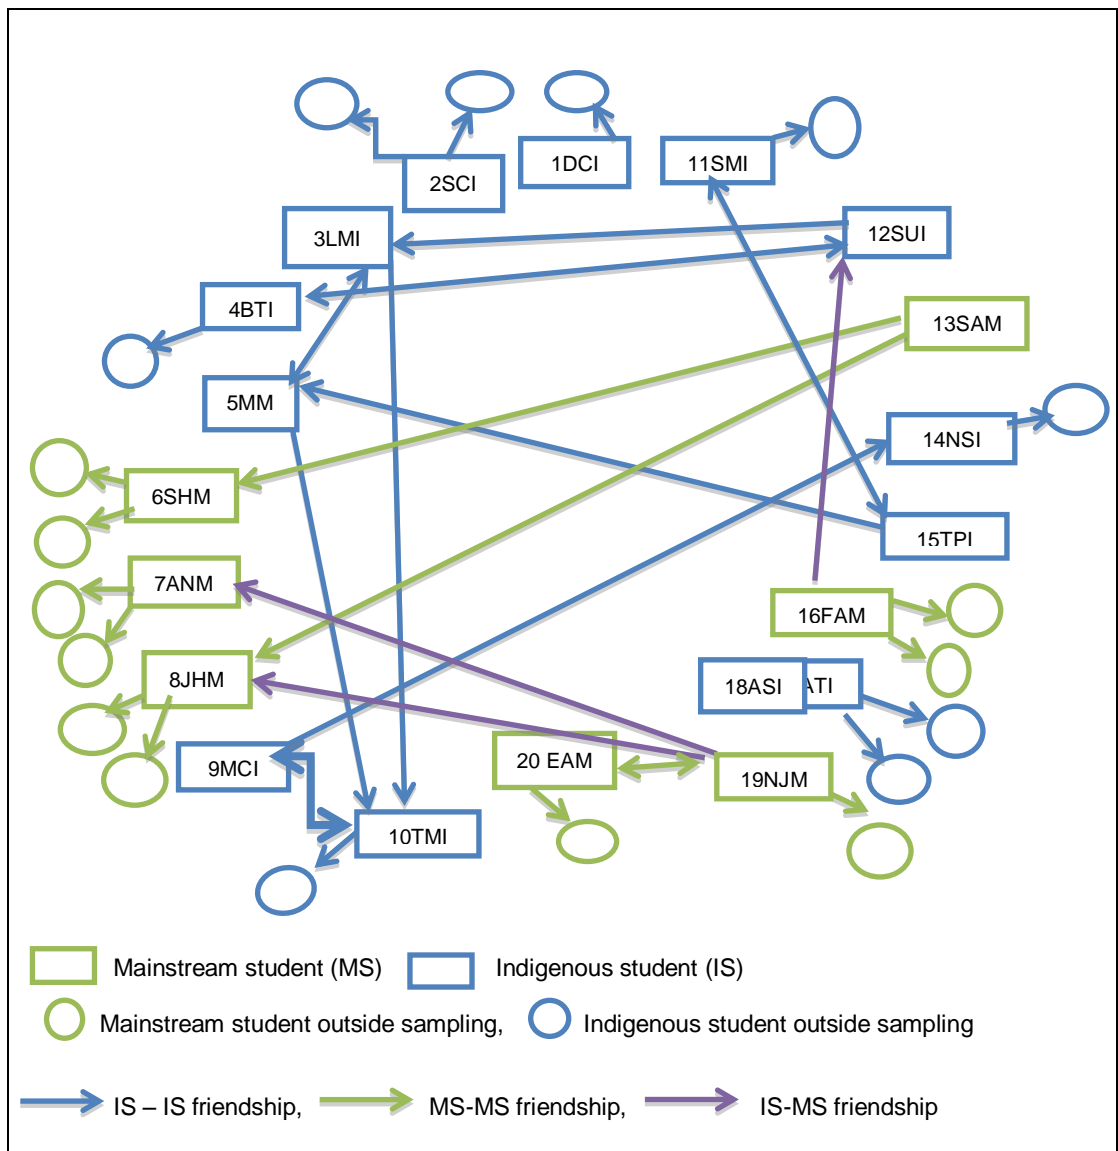 1DCI
11SMI
2SCI
3LMI
12SUI
4BTI
13SAM
5MM
14NSI
6SHM
15TPI
7ANM
16FAM
8JHM
18ASI
ATI
20 EAM
9MCI
19NJM
10TMI
Mainstream student (MS)
Indigenous student (IS)
Mainstream student outside sampling,
Indigenous student outside sampling
IS – IS friendship,
MS-MS friendship,
IS-MS friendship